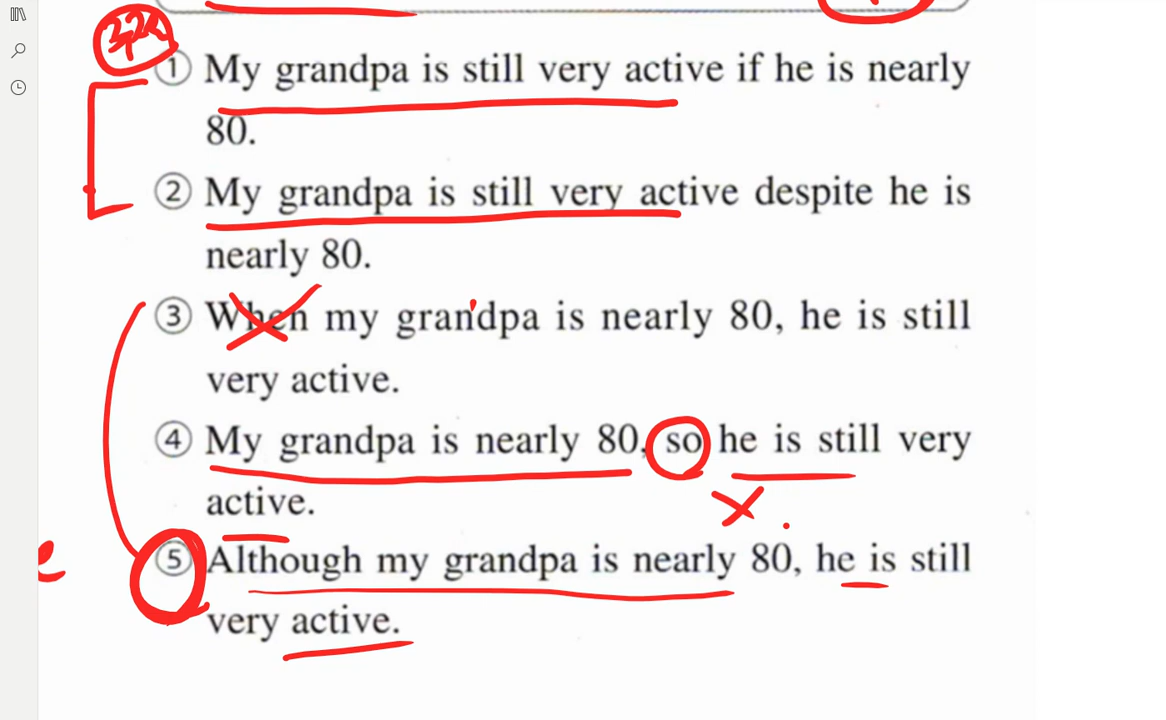 ① My grandpa is still very active if he is nearly
80.
② My grandpa is still very active despite he is
nearly 80.
③ When my grandpa is nearly 80, he is still
very active.
④ My grandpa is nearly 80, so he is still very
active.
⑤ Although my grandpa is nearly 80, he is still
very active.